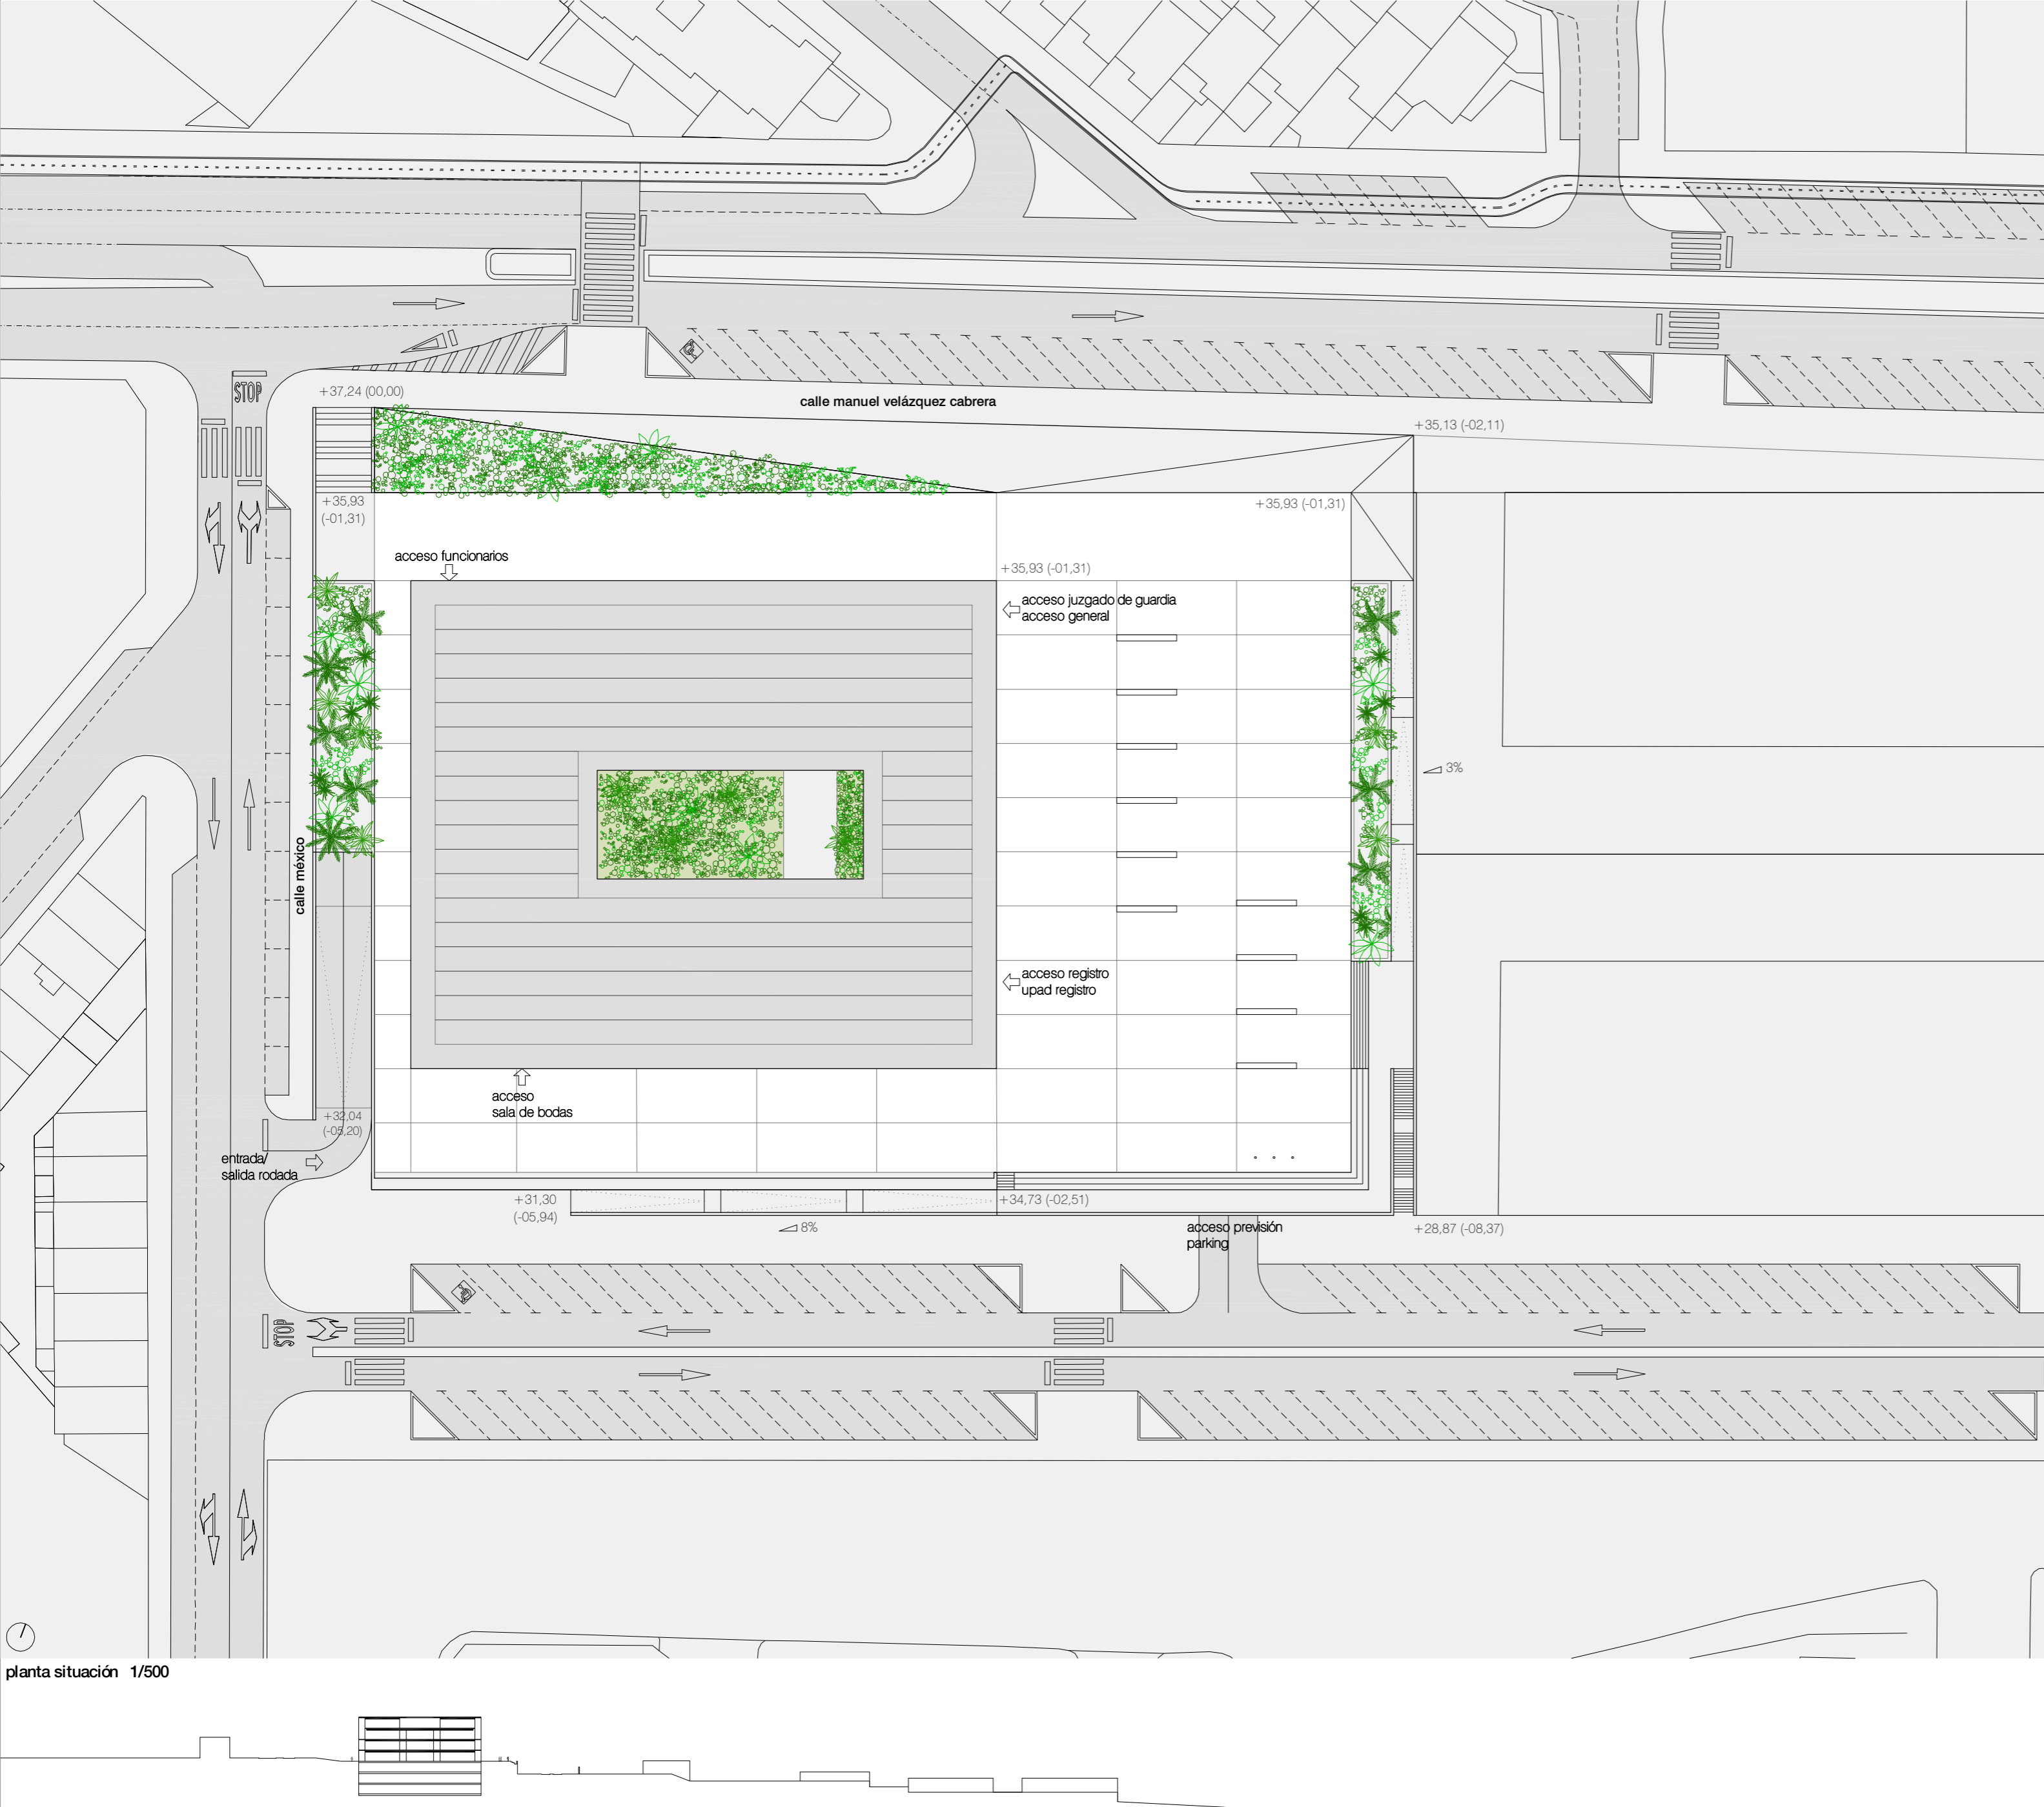 STOP
+37,24 (00,00)
calle manuel velázquez cabrera
+35,13 (-02,11)
+35,93
(-01,31)
+35,93 (-01,31)
acceso funcionarios
+35,93 (-01,31)
acceso juzgado de guardia
acceso general
3%
calle méxico
acceso registro
upad registro
acceso
sala de bodas
+32,04
(-05,20)
entrada/
salida rodada
+31,30
(-05,94)
+34,73 (-02,51)
8%
acceso previsión
parking
+28,87 (-08,37)
STOP
planta situación 1/500